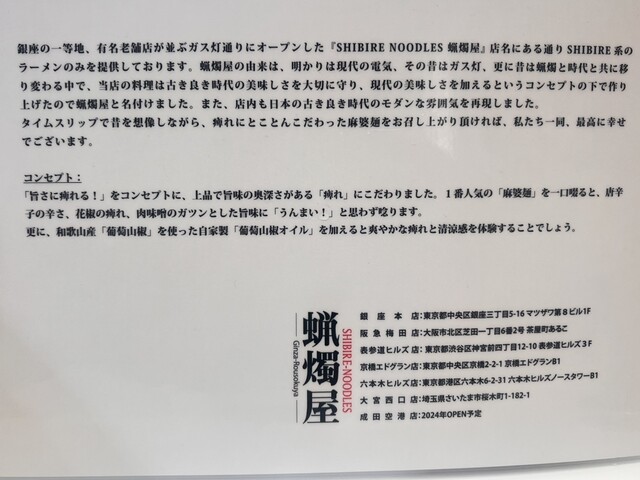 銀座の一等地、有名老舗店が並ぶガス灯通りにオープンした『SHIBIRE NOODLES 蝋燭屋』店名にある通り SHIBIRE 系の
ラーメンのみを提供しております。蝋燭屋の由来は、明かりは現代の電気、その昔はガス灯、更に昔は蝋燭と時代と共に移
り変わる中で、当店の料理は古き良き時代の美味しさを大切に守り、現代の美味しさを加えるというコンセプトの下で作り
上げたので蝋燭屋と名付けました。また、店内も日本の古き良き時代のモダンな雰囲気を再現しました。
タイムスリップで昔を想像しながら、痺れにとことんこだわった麻婆麺をお召し上がり頂ければ、私たち一同、最高に幸せ
でございます。
コンセプト：
「旨さに痺れる！」をコンセプトに、上品で旨味の奥深さがある「痺れ」にこだわりました。１番人気の「麻婆麺」を一口啜ると、唐辛
子の辛さ、花椒の痺れ、肉味噌のガツンとした旨味に「うんまい！」と思わず唸ります。
更に、和歌山産「葡萄山椒」を使った自家製「葡萄山椒オイル」を加えると爽やかな痺れと清涼感を体験することでしょう。
蝋燭屋
SHIBIRE-NOODLES
Ginza-Rousokuya
銀座本店：東京都中央区銀座三丁目5-16 マツザワ第８ビル1F
阪急梅田店：大阪市北区芝田一丁目6番2号 茶屋町あるこ
表参道ヒルズ店：東京都渋谷区神宮前四丁目12-10 表参道ヒルズ３F
京橋エドグラン店：東京都中央区京橋2-2-1 京橋エドグランB1
六本木ヒルズ店：東京都港区六本木6-2-31 六本木ヒルズノースタワーB1
大宮西口店：埼玉県さいたま市桜木町1-182-1
成田空港店：2024年OPEN予定